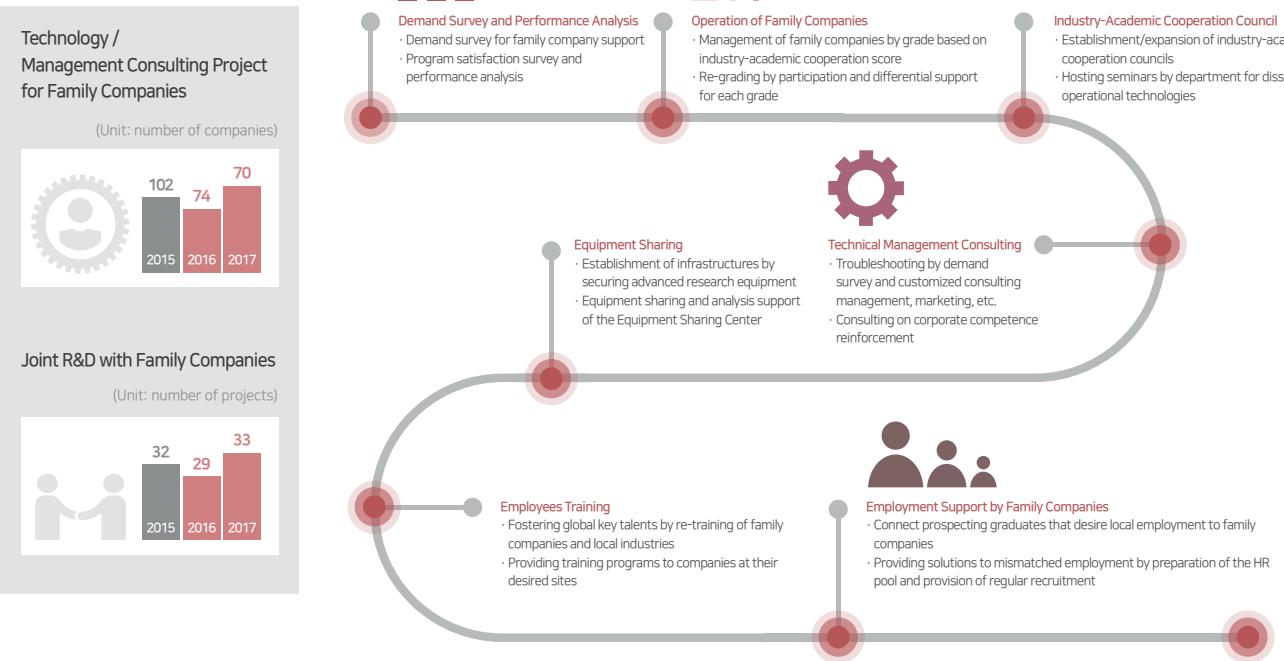 Technology /
Management Consulting Project
for Family Companies
(Unit: number of companies)
102
74
70
2015
2016
2017
Joint R&D with Family Companies
(Unit: number of projects)
32
29
33
2015
2016
2017
Demand Survey and Performance Analysis
· Demand survey for family company support
· Program satisfaction survey and
performance analysis
Operation of Family Companies
· Management of family companies by grade based on
industry-academic cooperation score
· Re-grading by participation and differential support
for each grade
Industry-Academic Cooperation Council
· Establishment/expansion of industry-aca
cooperation councils
· Hosting seminars by department for diss
operational technologies
Equipment Sharing
· Establishment of infrastructures by
securing advanced research equipment
· Equipment sharing and analysis support
of the Equipment Sharing Center
Technical Management Consulting
· Troubleshooting by demand
survey and customized consulting
management, marketing, etc.
· Consulting on corporate competence
reinforcement
Employees Training
· Fostering global key talents by re-training of family
companies and local industries
· Providing training programs to companies at their
desired sites
Employment Support by Family Companies
· Connect prospecting graduates that desire local employment to family
companies
· Providing solutions to mismatched employment by preparation of the HR
pool and provision of regular recruitment